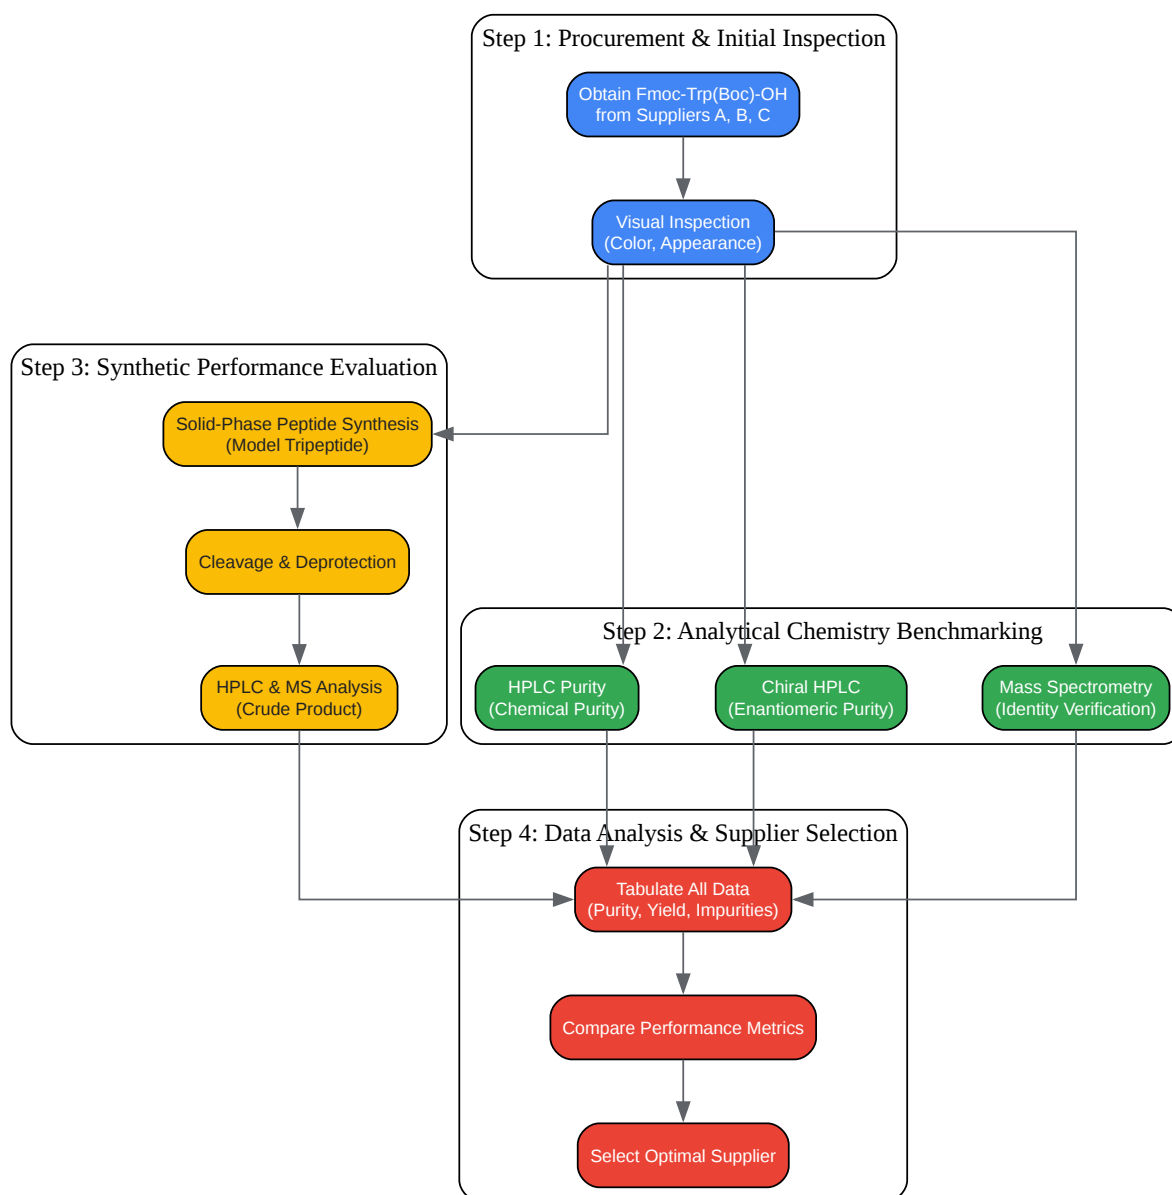 Step 1: Procurement & Initial Inspection
Obtain Fmoc-Trp(Boc)-OH
from Suppliers A, B, C
Visual Inspection
(Color, Appearance)
Step 3: Synthetic Performance Evaluation
Solid-Phase Peptide Synthesis
(Model Tripeptide)
Cleavage & Deprotection
HPLC & MS Analysis
(Crude Product)
Step 2: Analytical Chemistry Benchmarking
HPLC Purity
(Chemical Purity)
Chiral HPLC
(Enantiomeric Purity)
Mass Spectrometry
(Identity Verification)
Step 4: Data Analysis & Supplier Selection
Tabulate All Data
(Purity, Yield, Impurities)
Compare Performance Metrics
Select Optimal Supplier